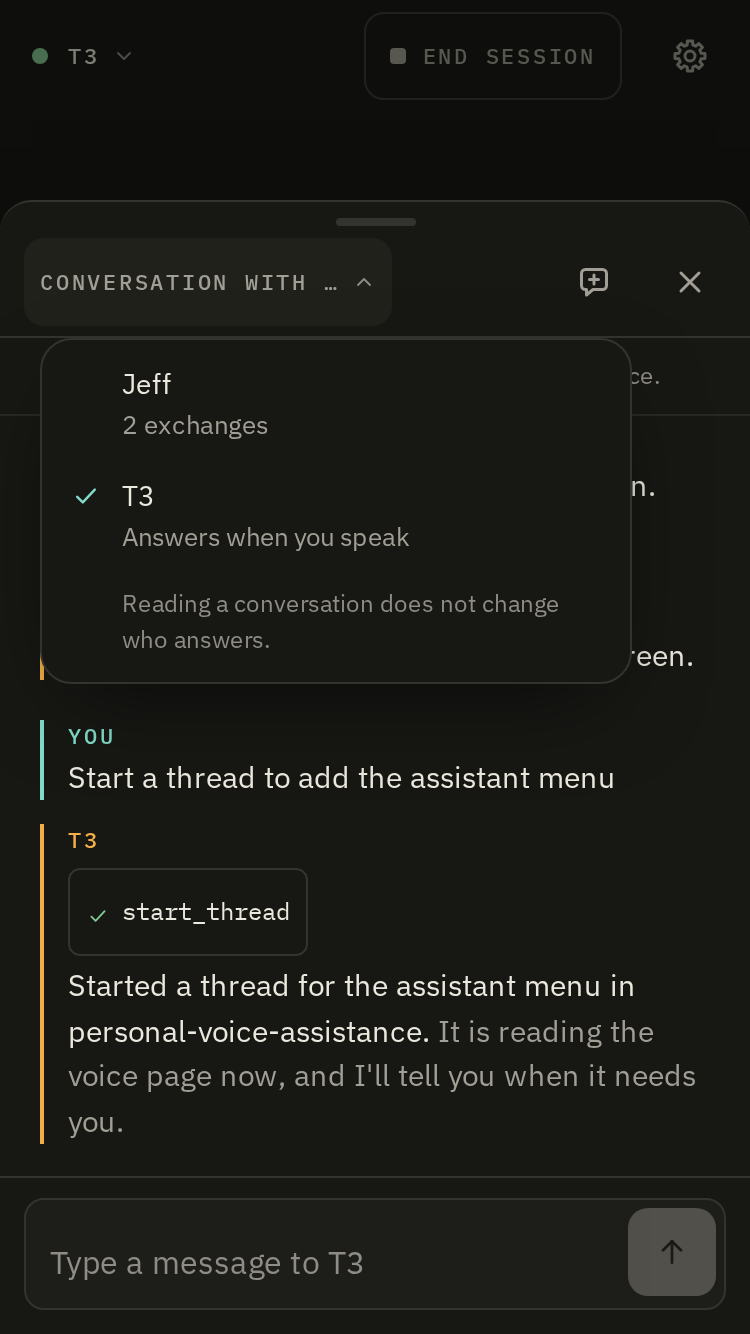 T3
END SESSION
CONVERSATION WITH …
ce.
Jeff
2 exchanges
n.
T3
Answers when you speak
Reading a conversation does not change
who answers.
reen.
YOU
Start a thread to add the assistant menu
T3
start_thread
Started a thread for the assistant menu in
personal-voice-assistance. It is reading the
voice page now, and I'll tell you when it needs
you.
Type a message to T3